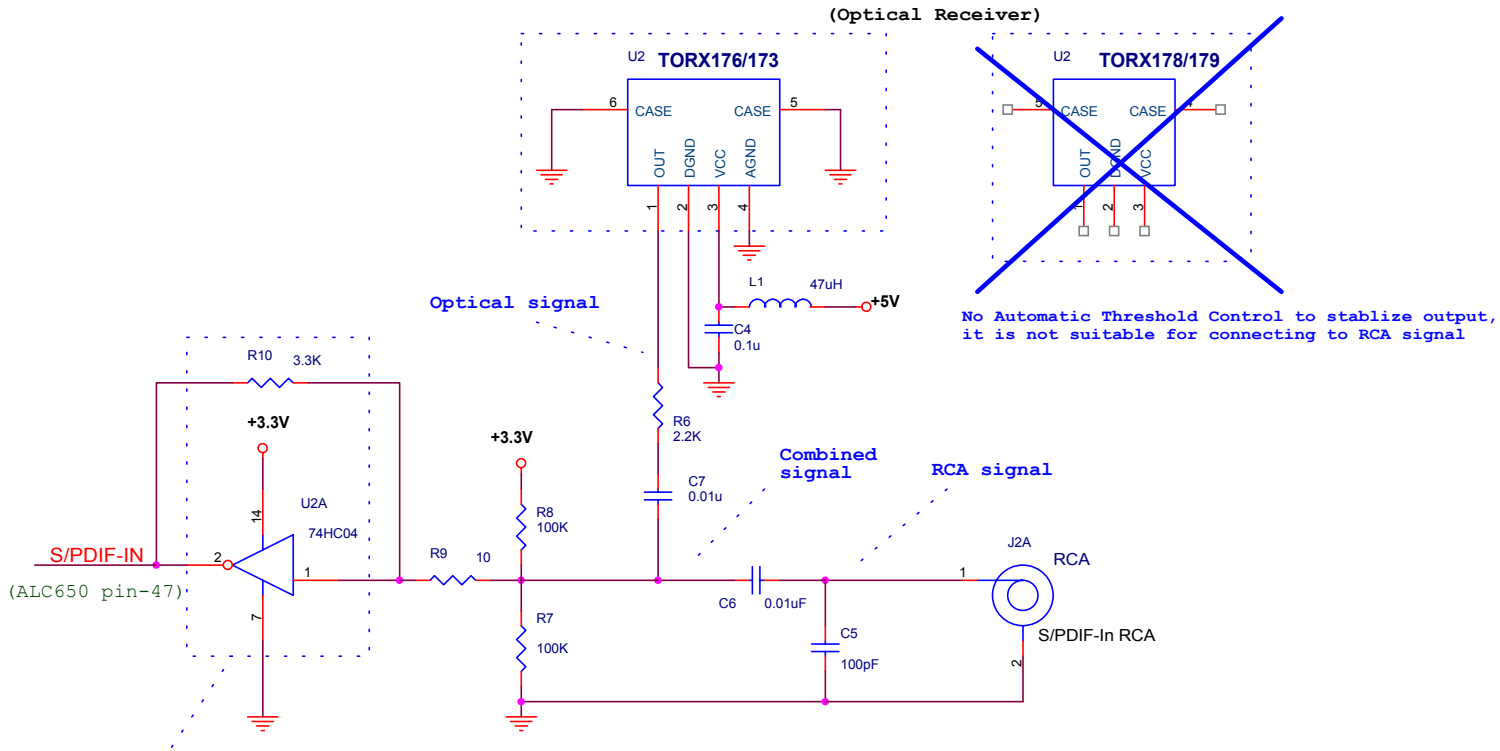 (Optical Receiver)
U2 TORX176/173
6 CASE CASE 5
OUT DGND VCC AGND
1 2 3 4
U2 TORX178/179
5 CASE CASE 4
OUT DGND VCC
1 2 3
L1 47uH
+5V
C4
0.1u
Optical signal
No Automatic Threshold Control to stablize output,
it is not suitable for connecting to RCA signal
R10 3.3K
+3.3V
U2A
14
74HC04
S/PDIF-IN 2
1
(ALC650 pin-47)
7
R9 10
+3.3V
R8
100K
R7
100K
R6
2.2K
C7
0.01u
Combined
signal
RCA signal
C6 0.01uF
C5
100pF
J2A
RCA
1
S/PDIF-In RCA
2